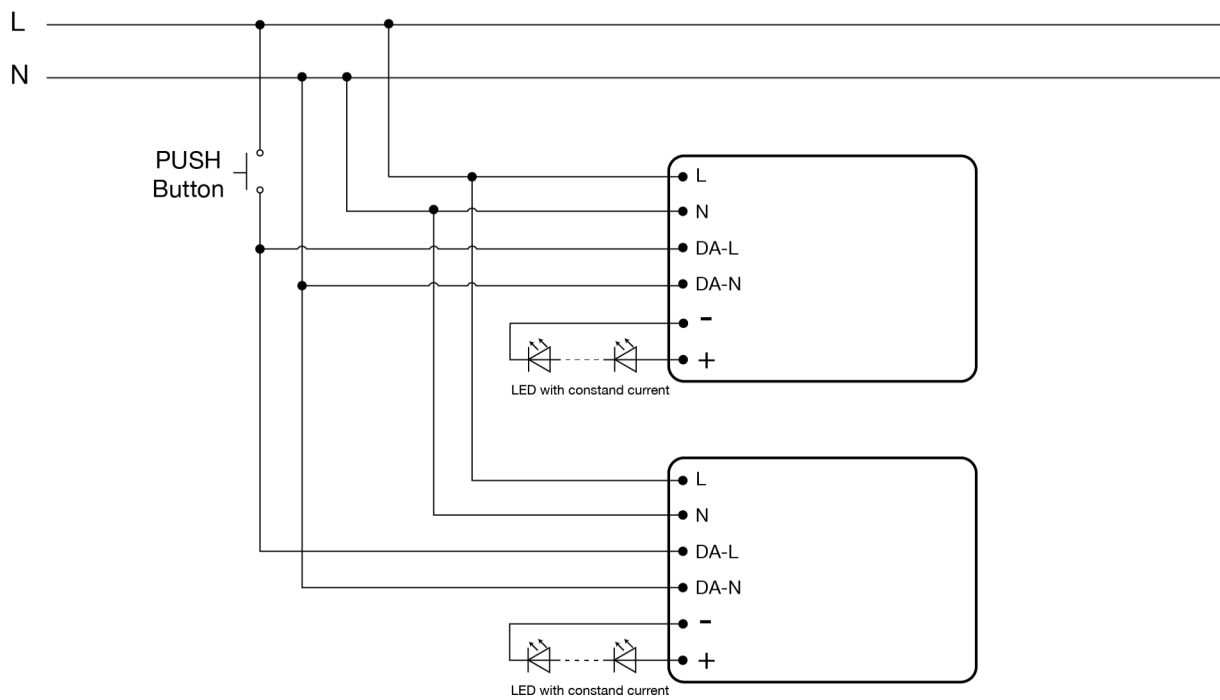 L
N
PUSH
Button
L
N
DA-L
DA-N
-
+
LED with constand current
L
N
DA-L
DA-N
-
+
LED with constand current